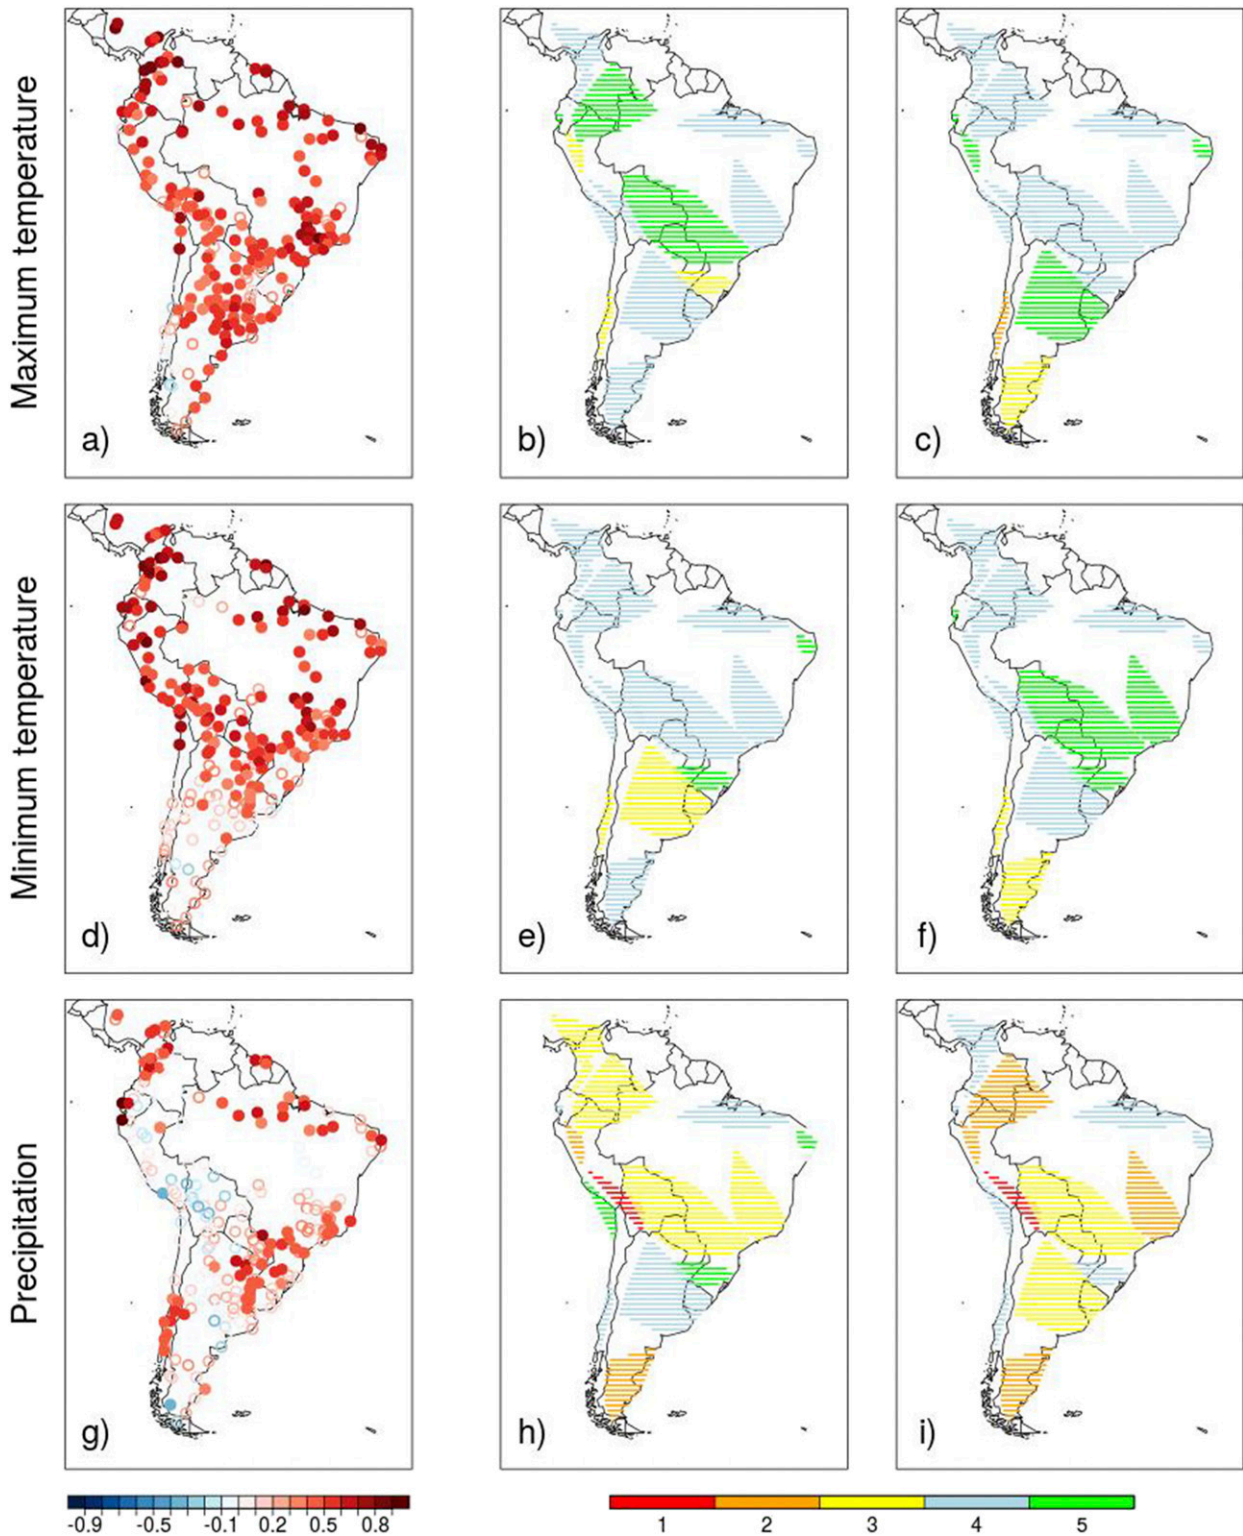 Maximum temperature
a)
b)
c)
Minimum temperature
d)
e)
f)
Precipitation
g)
h)
i)
-0.9 -0.5 -0.1 0.2 0.5 0.8
1 2 3 4 5